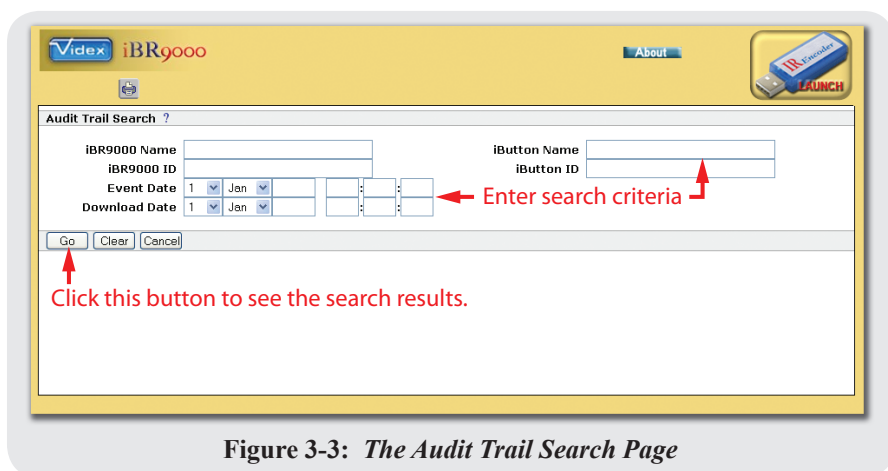 Videx iBR9000
About
IR Encoder
LAUNCH
Audit Trail Search ?
iBR9000 Name
iButton Name
iBR9000 ID
iButton ID
Event Date 1 Jan : :
Download Date 1 Jan : :
Enter search criteria
Go Clear Cancel
Click this button to see the search results.
Figure 3-3: The Audit Trail Search Page